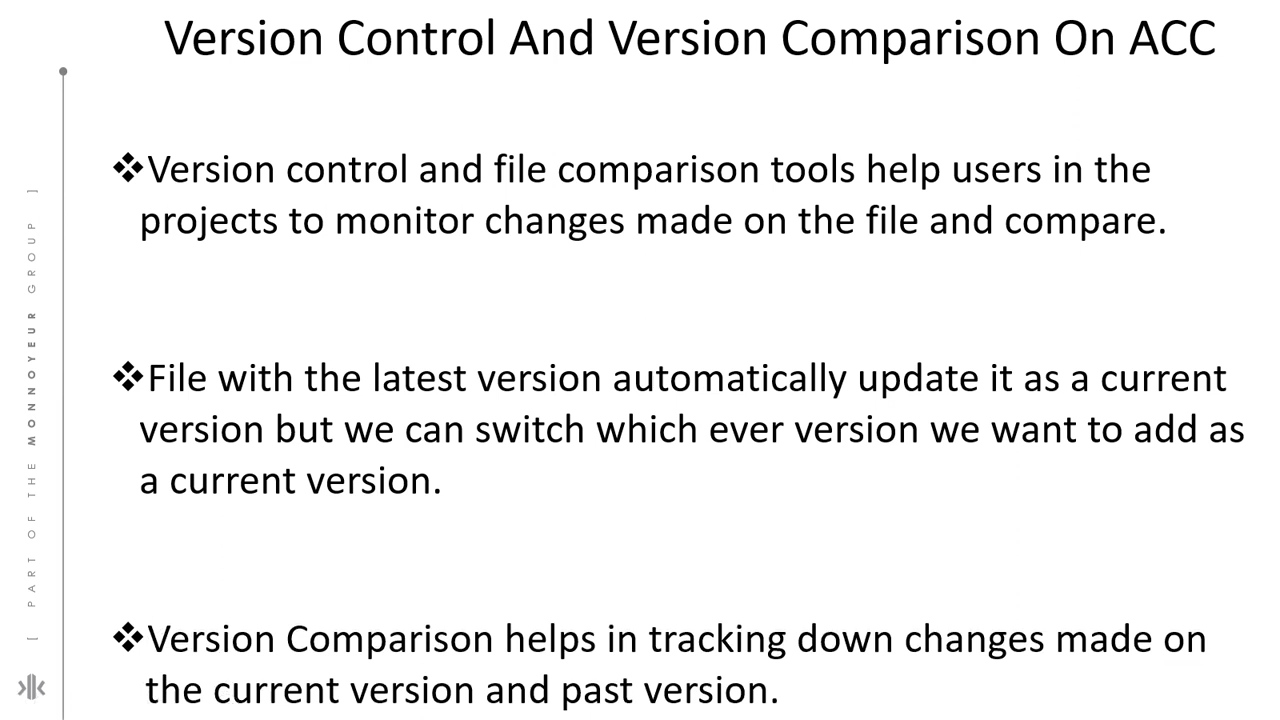 Version Control And Version Comparison On ACC
❖Version control and file comparison tools help users in the
projects to monitor changes made on the file and compare.
❖File with the latest version automatically update it as a current
version but we can switch which ever version we want to add as
a current version.
❖Version Comparison helps in tracking down changes made on
the current version and past version.
[ PART OF THE MONNOYEUR GROUP ]